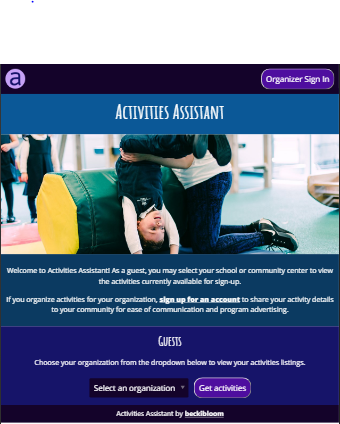 a
Organizer Sign In
Activities Assistant
Welcome to Activities Assistant! As a guest, you may select your school or community center to view
the activities currently available for sign-up.
If you organize activities for your organization, sign up for an account to share your activity details
to your community for ease of communication and program advertising.
Guests
Choose your organization from the dropdown below to view your activities listings.
Select an organization
Get activities
Activities Assistant by beckibloom